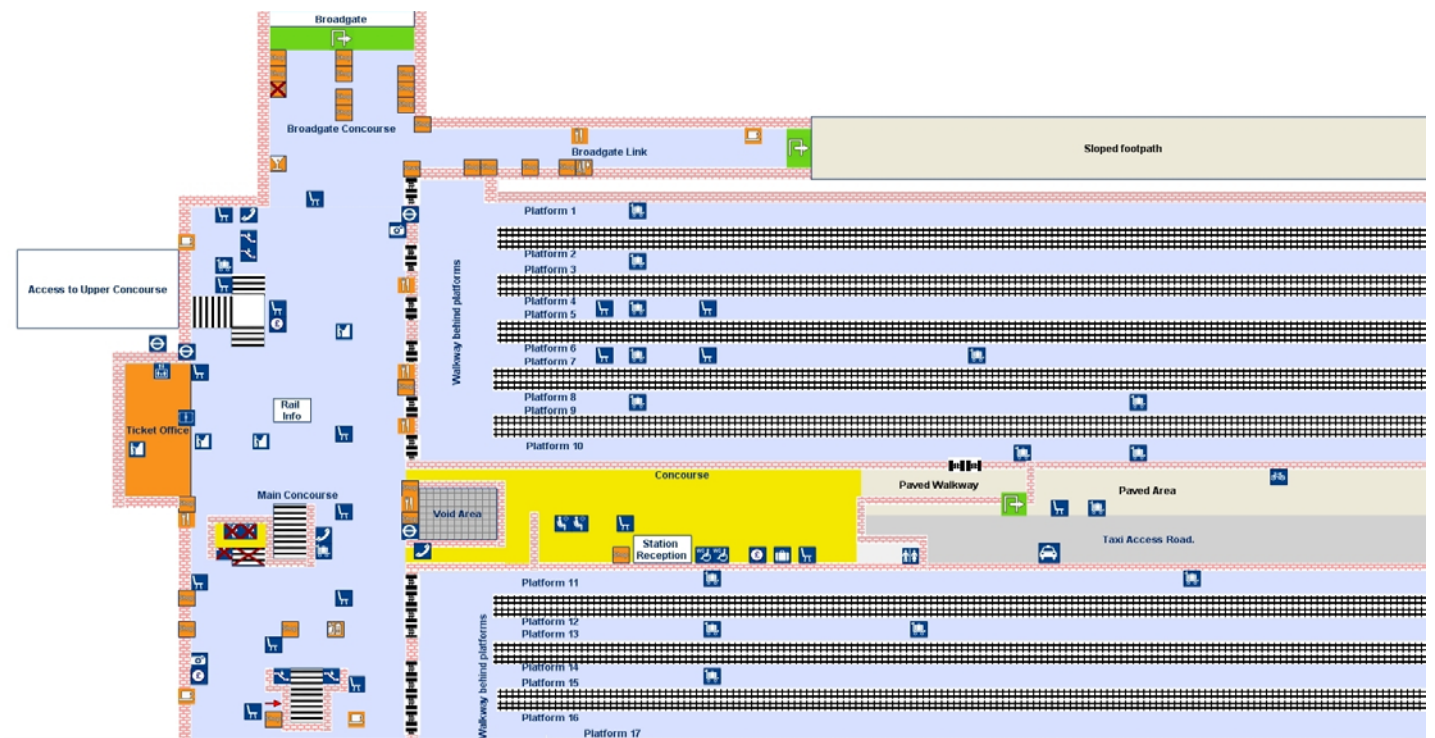 Broadgate
Broadgate Concourse
Broadgate Link
Sloped footpath
Platform 1
Platform 2
Platform 3
Access to Upper Concourse
Walkway behind platforms
Platform 4
Platform 5
Platform 6
Platform 7
Platform 8
Platform 9
Rail
Info
Ticket Office
Platform 10
Concourse
Paved Walkway
Paved Area
Main Concourse
Void Area
Station
Reception
Taxi Access Road.
Platform 11
Platform 12
Platform 13
Walkway behind platforms
Platform 14
Platform 15
Platform 16
Platform 17